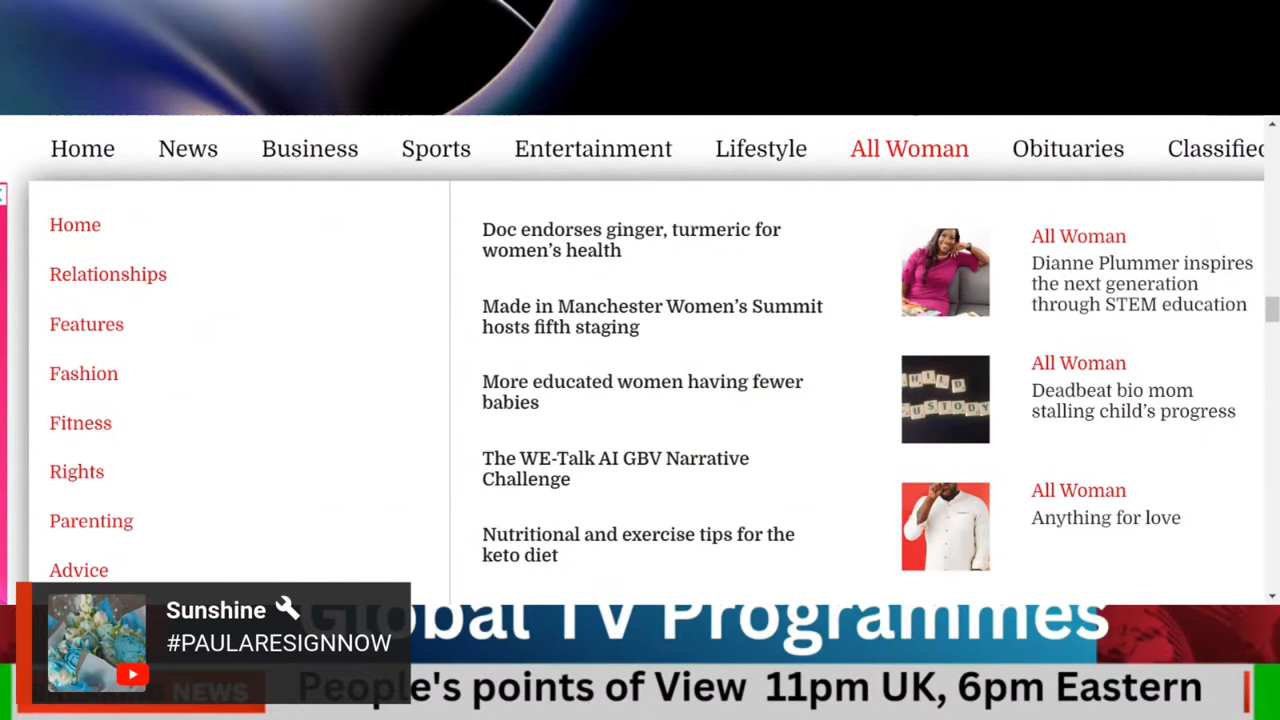 Home News Business Sports Entertainment Lifestyle All Woman Obituaries Classified
Home
Relationships
Features
Fashion
Fitness
Rights
Parenting
Advice
Doc endorses ginger, turmeric for
women’s health
Made in Manchester Women’s Summit
hosts fifth staging
More educated women having fewer
babies
The WE-Talk AI GBV Narrative
Challenge
Nutritional and exercise tips for the
keto diet
All Woman
Dianne Plummer inspires
the next generation
through STEM education
CHILD
CUSTODY
All Woman
Deadbeat bio mom
stalling child’s progress
All Woman
Anything for love
Sunshine
#PAULARESIGNNOW
Global TV Programmes
NEWS
People's points of View 11pm UK, 6pm Eastern